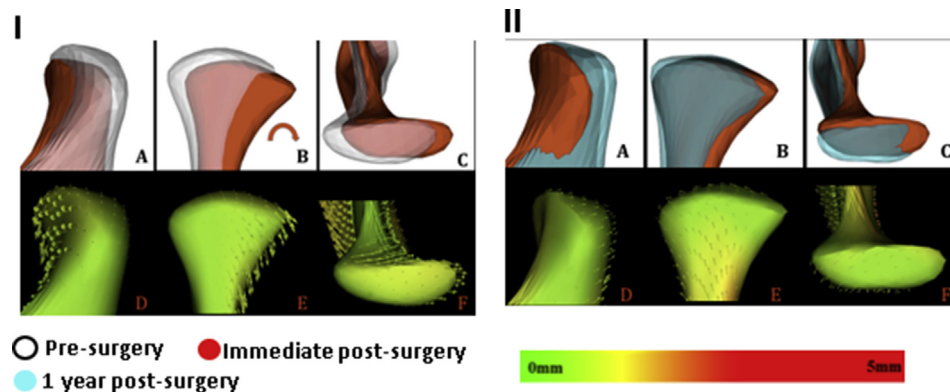 I
II
A
B
C
A
B
C
D
E
F
D
E
F
Pre-surgery
Immediate post-surgery
1 year post-surgery
0mm
5mm